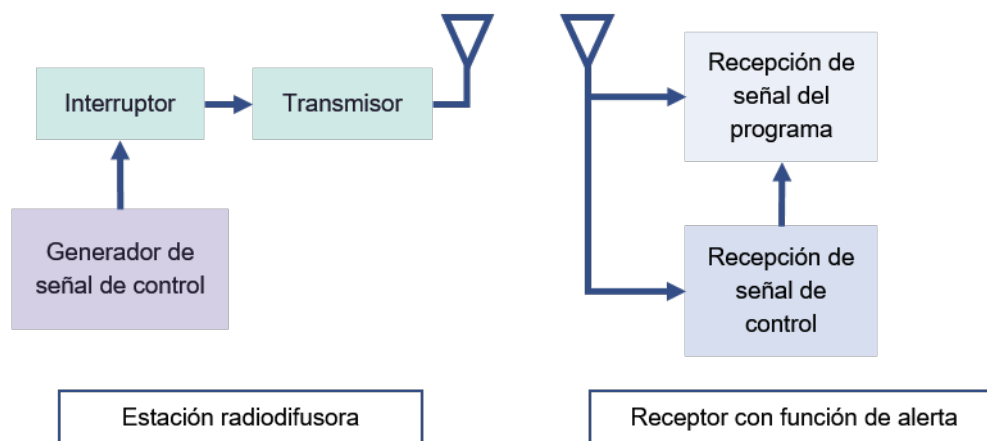 Interruptor
Transmisor
Generador de
señal de control
Estación radiodifusora
Recepción de
señal del
programa
Recepción de
señal de
control
Receptor con función de alerta